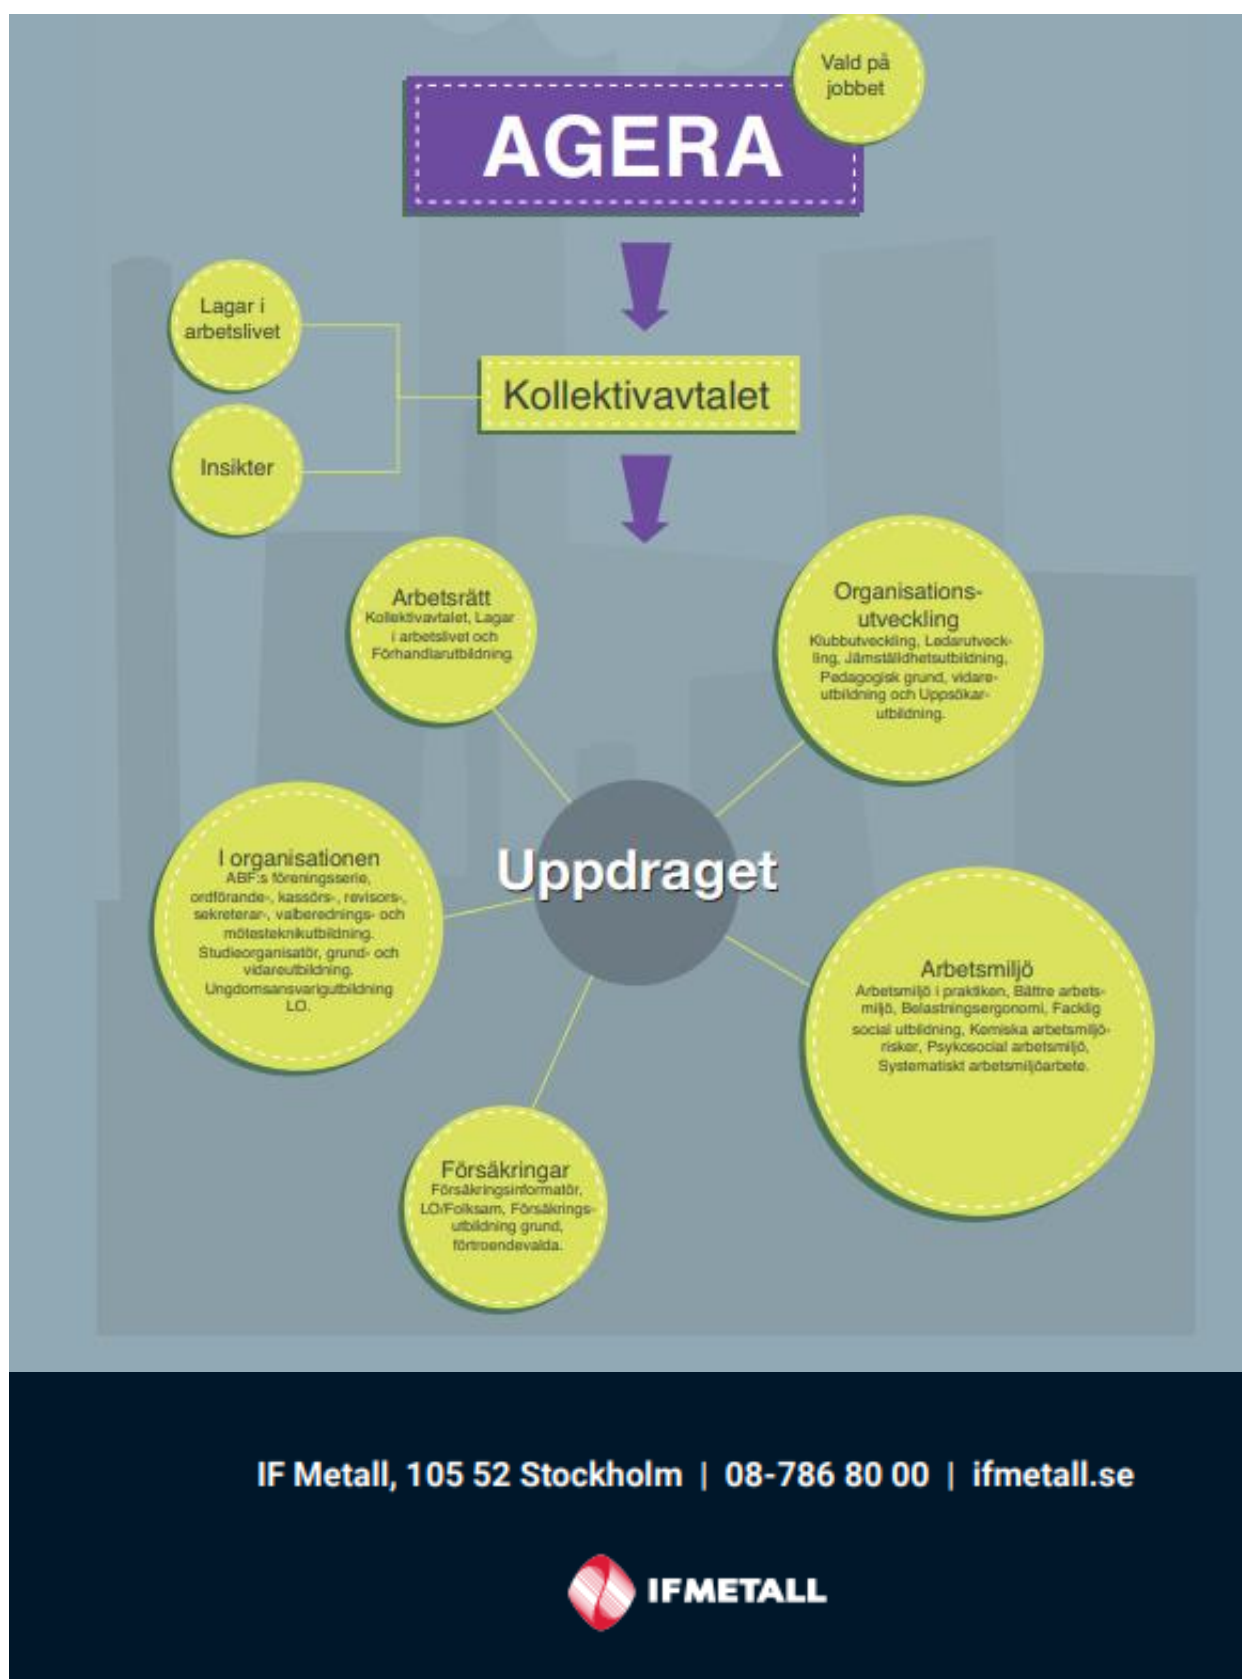 Vald på
jobbet
AGERA
Lagar i
arbetslivet
Kollektivavtalet
Insikter
Arbetsrätt
Kollektivavtalet, Lagar
i arbetslivet och
Förhandlarutbildning.
Organisations-
utveckling
Klubbutveckling, Ledarutveck-
ling, Jämställdhetsutbildning,
Pedagogisk grund, vidare-
utbildning och Uppsökar-
utbildning.
Uppdraget
I organisationen
ABF:s föreningsserie,
ordförande-, kassörs-, revisors-,
sekreterar-, valberednings- och
mötesteknikutbildning.
Studieorganisatör, grund- och
vidareutbildning.
Ungdomsansvarigutbildning
LO.
Arbetsmiljö
Arbetsmiljö i praktiken, Bättre arbets-
miljö, Belastningsergonomi, Facklig
social utbildning, Kemiska arbetsmiljö-
risker, Psykosocial arbetsmiljö,
Systematiskt arbetsmiljöarbete.
Försäkringar
Försäkringsinformatör,
LO/Folksam, Försäkrings-
utbildning grund,
förtroendevalda.
IF Metall, 105 52 Stockholm | 08-786 80 00 | ifmetall.se
IFMETALL